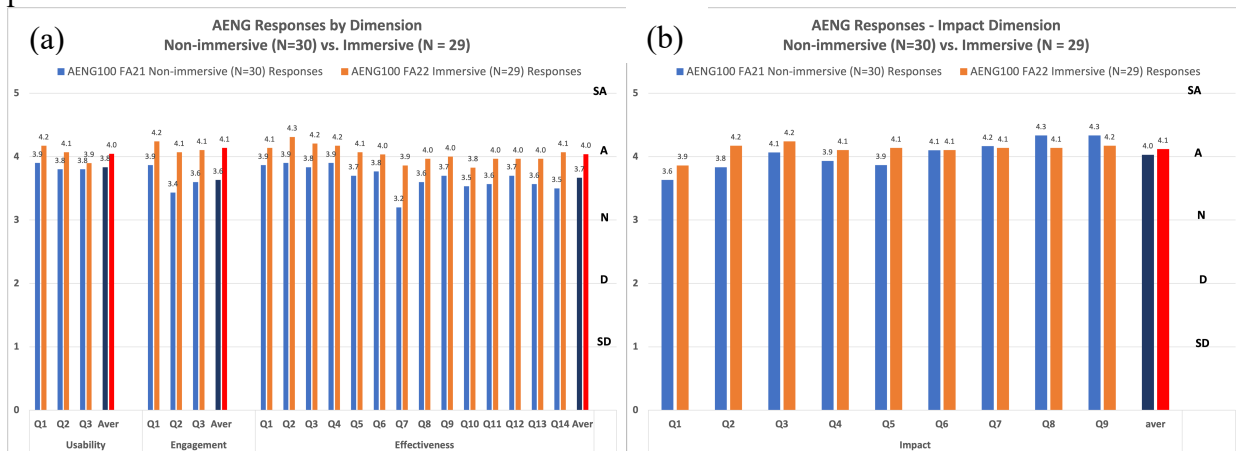 (a)
AENG Responses by Dimension
Non-immersive (N=30) vs. Immersive (N = 29)
AENG100 FA21 Non-immersive (N=30) Responses AENG100 FA22 Immersive (N=29) Responses
5 SA
3.9 4.2 3.8 4.1 3.8 3.9 3.8 4.0 3.9 4.2 3.4 4.1 3.6 4.1 3.6 4.1 3.9 4.1 3.9 4.3 3.8 4.2 3.9 4.2 3.7 4.1 3.8 4.0 3.2 3.9 3.6 4.0 3.7 4.0 3.5 3.8 3.6 4.0 3.7 4.0 3.6 4.0 3.5 4.1 3.7 4.0
4 A
3 N
2 D
1 SD
0
Q1 Q2 Q3 Aver Q1 Q2 Q3 Aver Q1 Q2 Q3 Q4 Q5 Q6 Q7 Q8 Q9 Q10 Q11 Q12 Q13 Q14 Aver
Usability Engagement Effectiveness
(b)
AENG Responses - Impact Dimension
Non-immersive (N=30) vs. Immersive (N = 29)
AENG100 FA21 Non-immersive (N=30) Responses AENG100 FA22 Immersive (N=29) Responses
5 SA
3.6 3.9 3.8 4.2 4.1 4.2 3.9 4.1 3.9 4.1 4.1 4.1 4.2 4.1 4.3 4.1 4.3 4.2 4.0 4.1
4 A
3 N
2 D
1 SD
0
Q1 Q2 Q3 Q4 Q5 Q6 Q7 Q8 Q9 aver
Impact